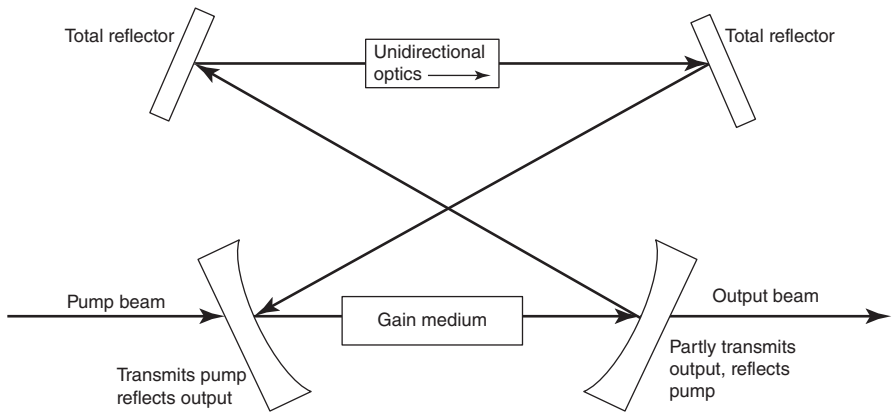 Total reflector
Unidirectional
optics
Total reflector
Pump beam
Gain medium
Output beam
Transmits pump
reflects output
Partly transmits
output, reflects
pump